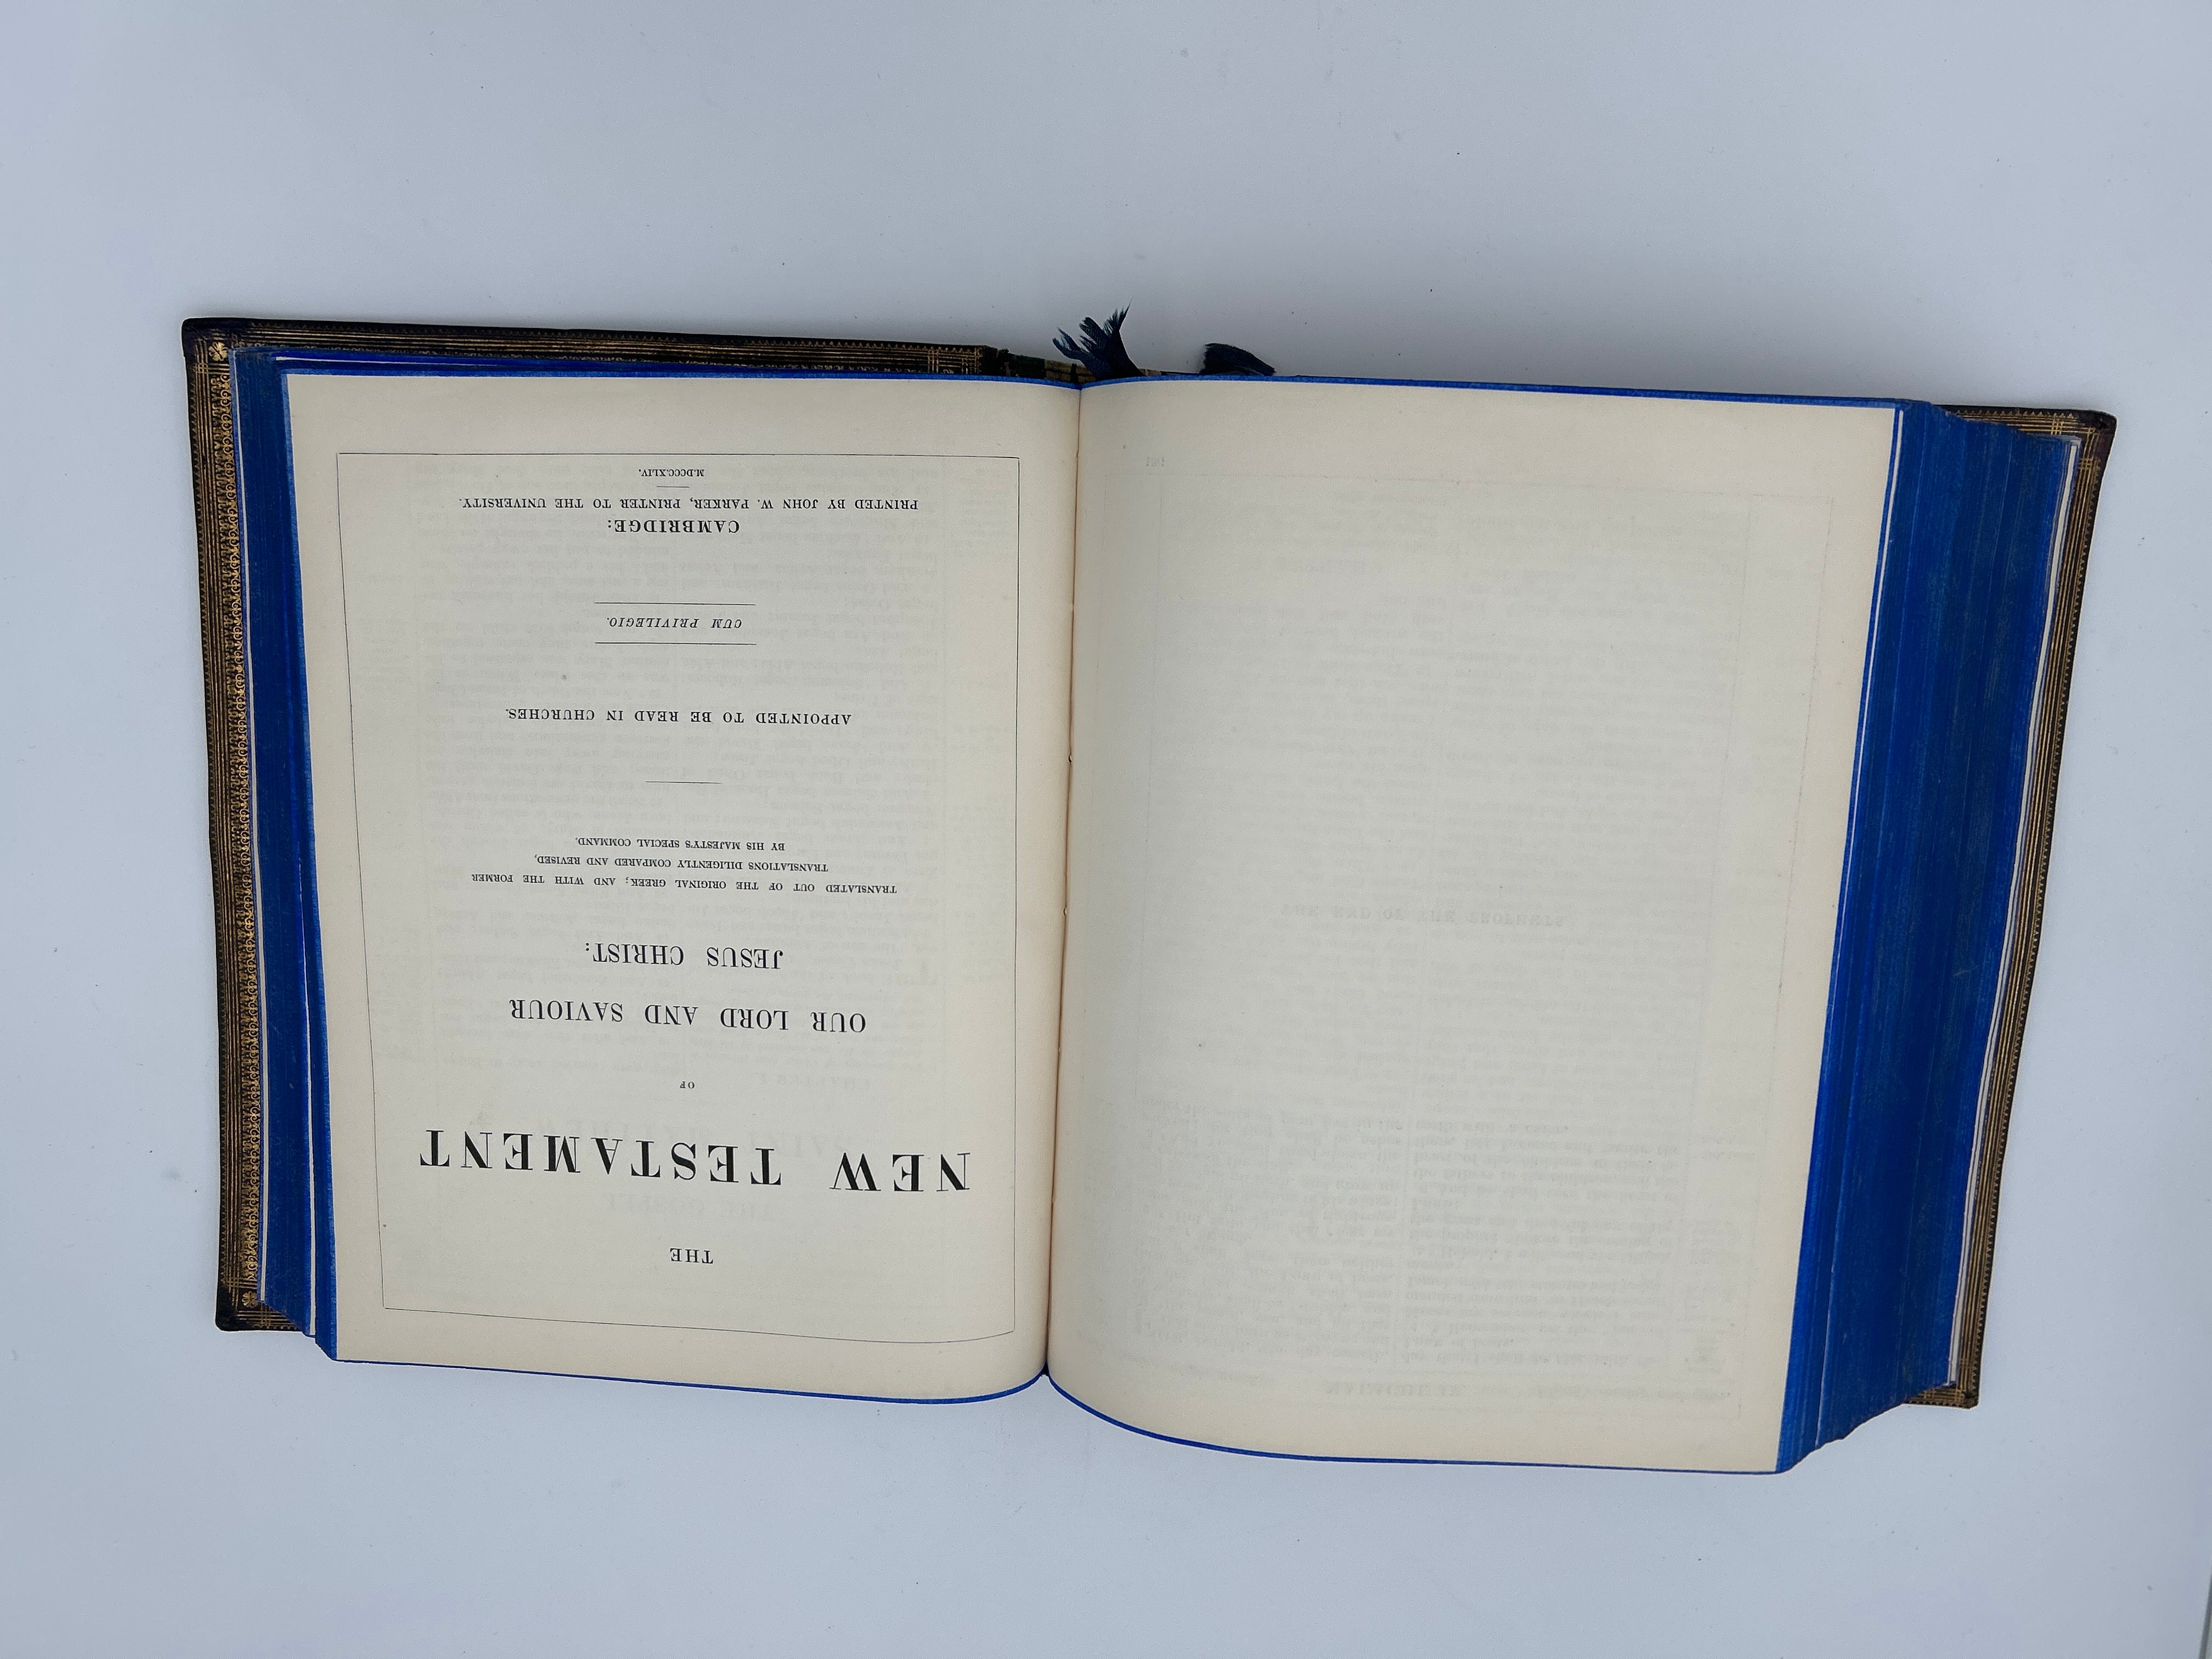 THE
NEW TESTAMENT
OF
OUR LORD AND SAVIOUR
JESUS CHRIST:
TRANSLATED OUT OF THE ORIGINAL GREEK; AND WITH THE FORMER
TRANSLATIONS DILIGENTLY COMPARED AND REVISED,
BY HIS MAJESTY'S SPECIAL COMMAND.
APPOINTED TO BE READ IN CHURCHES.
CUM PRIVILEGIO.
CAMBRIDGE:
PRINTED BY JOHN W. PARKER, PRINTER TO THE UNIVERSITY.
M.DCCC.XLIV.